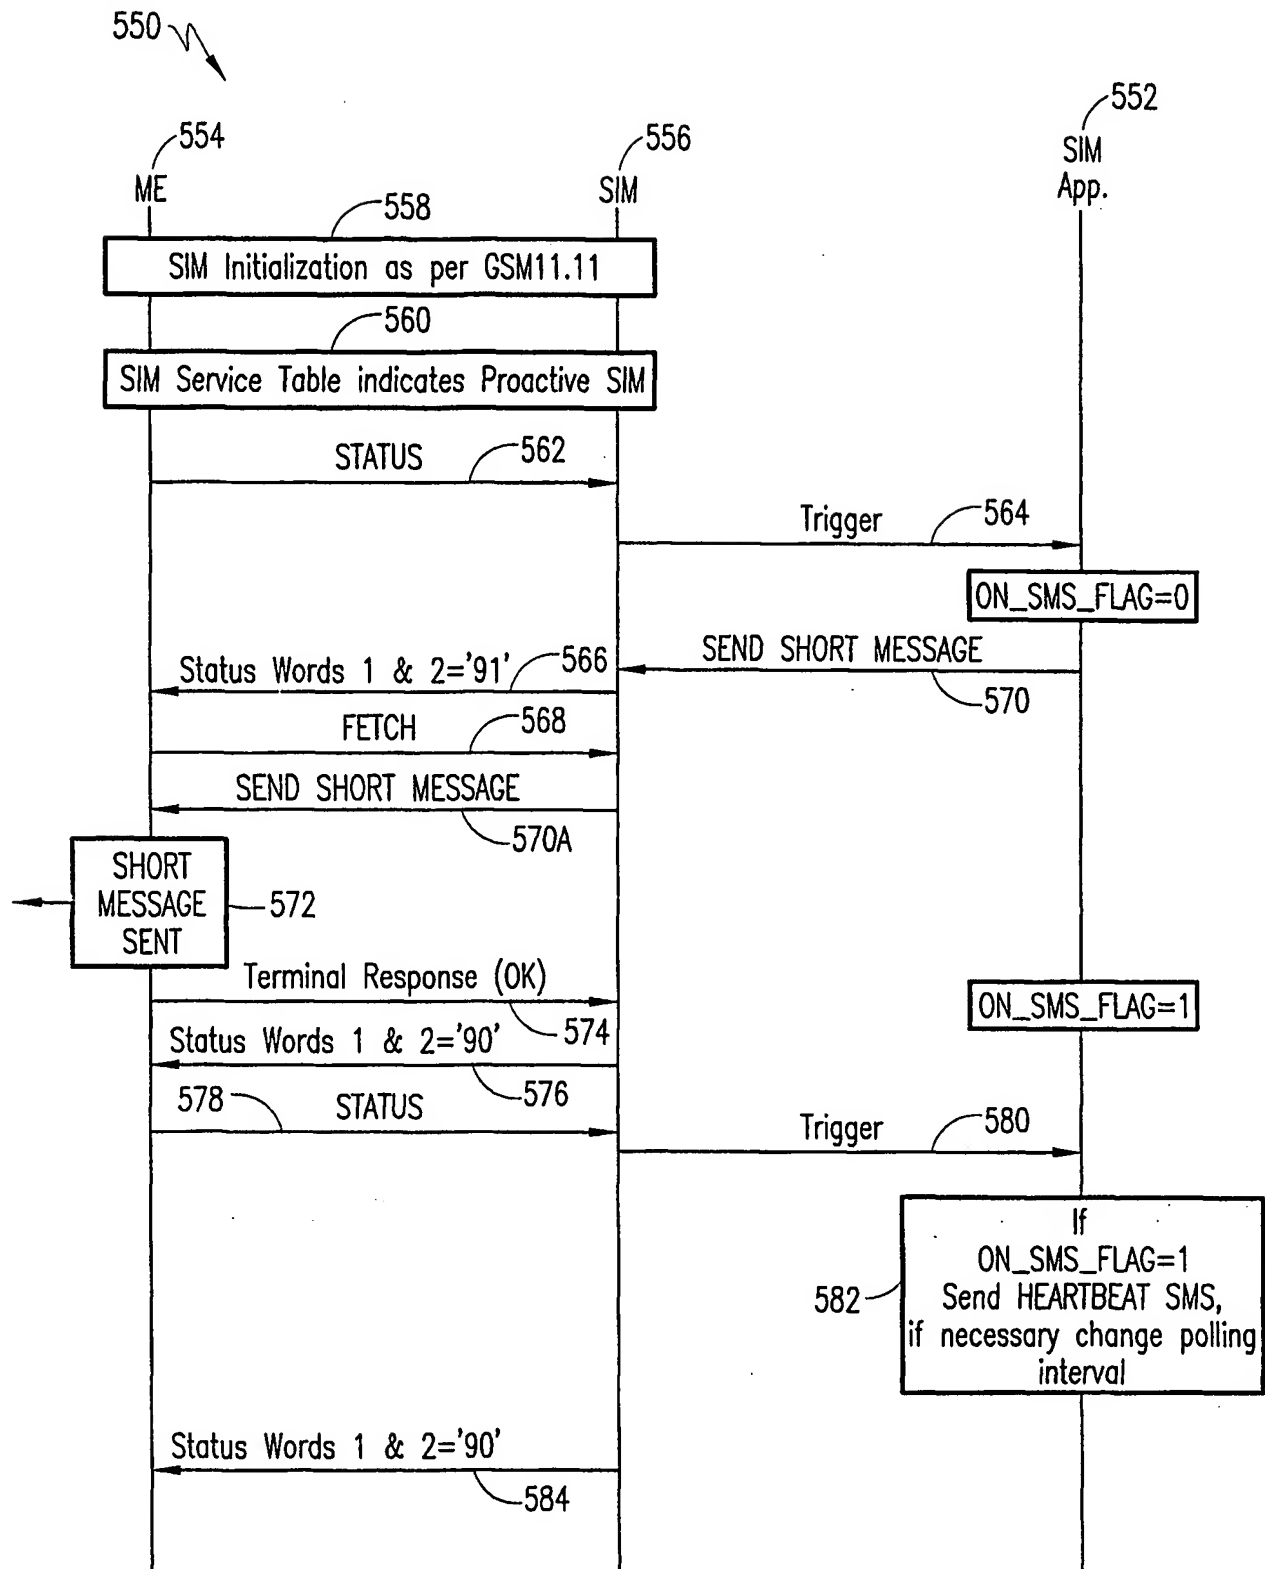 550
552
554
556
SIM
App.
ME
SIM
558
SIM Initialization as per GSM11.11
560
SIM Service Table indicates Proactive SIM
STATUS
562
Trigger
564
ON_SMS_FLAG=0
SEND SHORT MESSAGE
570
Status Words 1 & 2='91'
566
FETCH
568
SEND SHORT MESSAGE
570A
SHORT
MESSAGE
SENT
572
Terminal Response (OK)
574
ON_SMS_FLAG=1
Status Words 1 & 2='90'
576
578
STATUS
Trigger
580
If
ON_SMS_FLAG=1
Send HEARTBEAT SMS,
if necessary change polling
interval
582
Status Words 1 & 2='90'
584